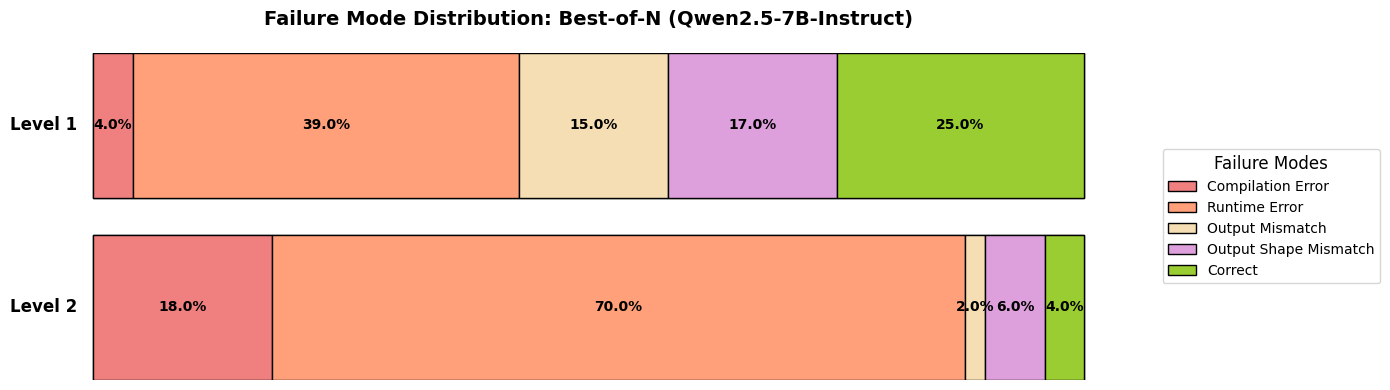 Failure Mode Distribution: Best-of-N (Qwen2.5-7B-Instruct)
Level 1
4.0%
39.0%
15.0%
17.0%
25.0%
Level 2
18.0%
70.0%
2.0%
6.0%
4.0%
Failure Modes
Compilation Error
Runtime Error
Output Mismatch
Output Shape Mismatch
Correct